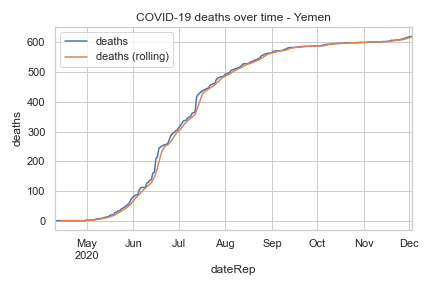 COVID-19 deaths over time - Yemen
deaths
deaths (rolling)
deaths
600
500
400
300
200
100
0
May Jun Jul Aug Sep Oct Nov Dec
2020
dateRep